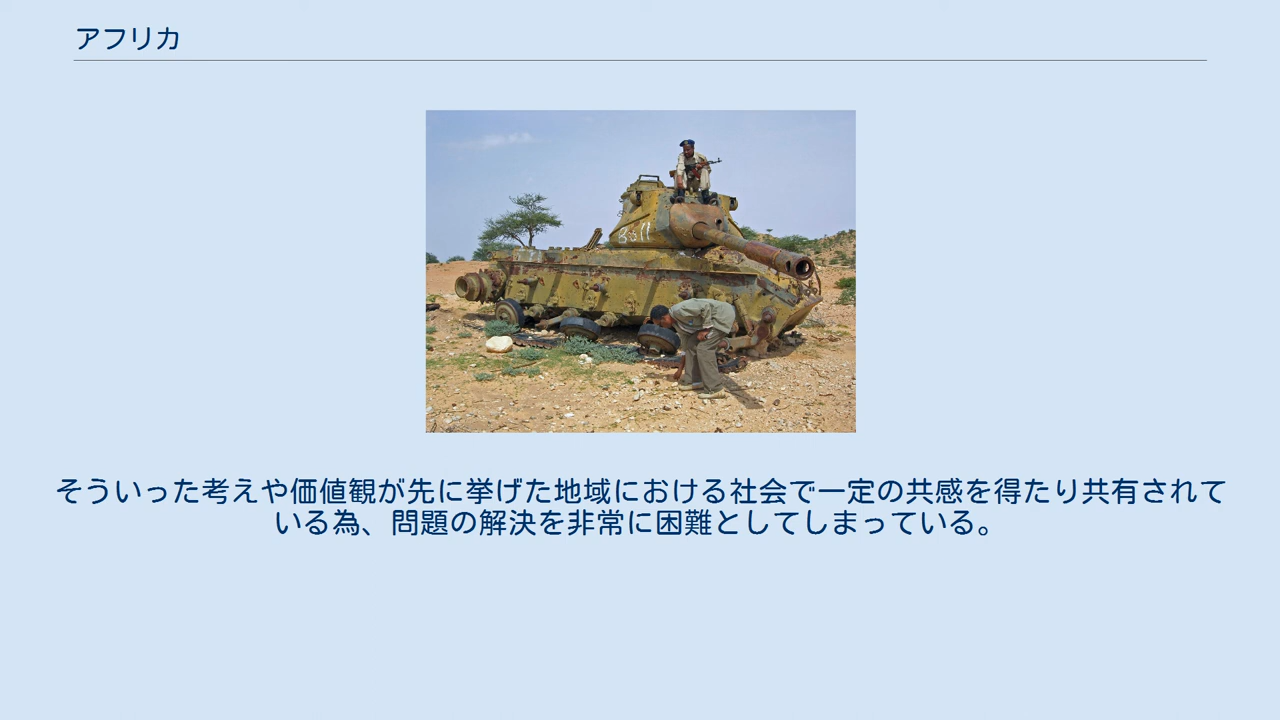 アフリカ
そういった考えや価値観が先に挙げた地域における社会で一定の共感を得たり共有されて
いる為、問題の解決を非常に困難としてしまっている。